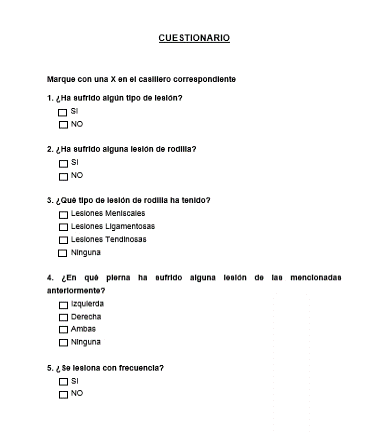 CUESTIONARIO
Marque con una X en el casillero correspondiente
1. ¿Ha sufrido algún tipo de lesión?
SI
NO
2. ¿Ha sufrido alguna lesión de rodilla?
SI
NO
3. ¿Qué tipo de lesión de rodilla ha tenido?
Lesiones Meniscales
Lesiones Ligamentosas
Lesiones Tendinosas
Ninguna
4. ¿En qué pierna ha sufrido alguna lesión de las mencionadas
anteriormente?
Izquierda
Derecha
Ambas
Ninguna
5. ¿Se lesiona con frecuencia?
SI
NO